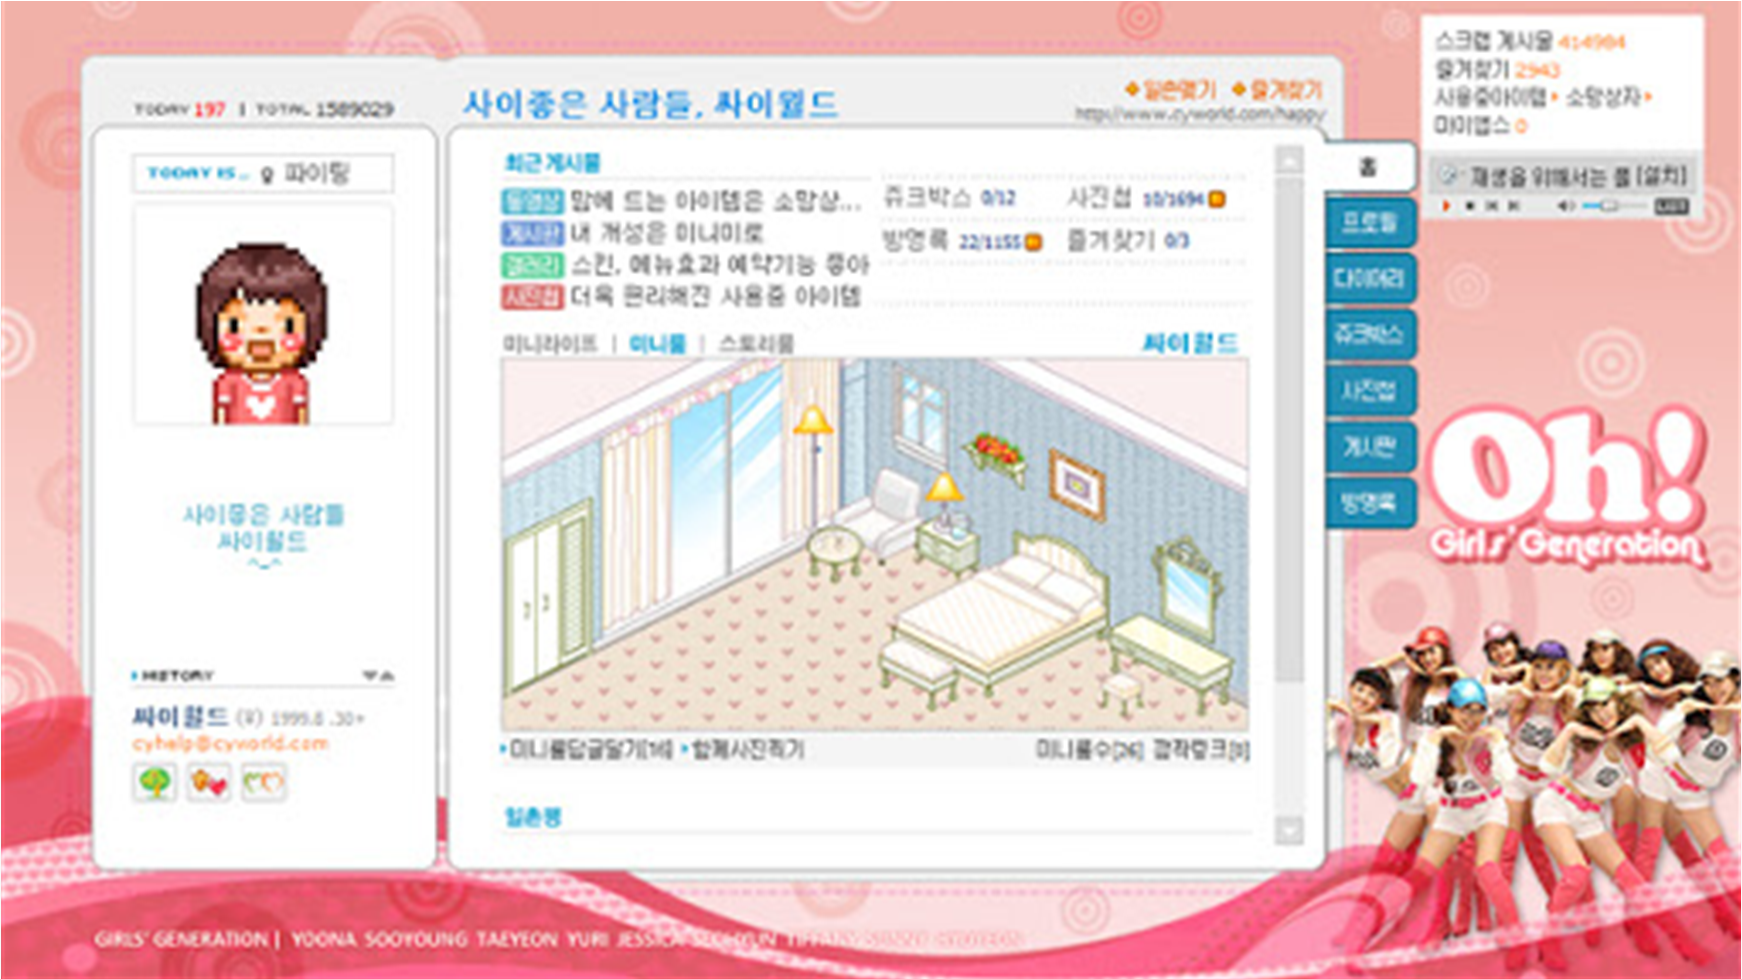 TODAY 197 | TOTAL 1589029
사이좋은 사람들, 싸이월드
일촌맺기 즐겨찾기
http://www.cyworld.com/happy
TODAY IS... 파이팅
사이좋은 사람들
싸이월드
^_^
HISTORY
싸이월드 (우) 1999.8 .30+
cyhelp@cyworld.com
최근 게시물
동영상 맘에 드는 아이템은 소망상...
게시판 내 개성은 미니미로
갤러리 스킨, 메뉴효과 예약기능 좋아
사진첩 더욱 편리해진 사용중 아이템
쥬크박스 0/12 사진첩 10/1694
방명록 22/1155 즐겨찾기 0/3
미니라이프 | 미니룸 | 스토리룸
싸이월드
미니룸답글달기[16] 함께사진찍기
미니룸수[26] 깜짝링크[0]
일촌평
홈
프로필
다이어리
쥬크박스
사진첩
게시판
방명록
스크랩 게시물 414984
즐겨찾기 2943
사용중아이템 소망상자
마이앱스 0
재생을 위해서는 를 [설치]
LIST
Oh!
Girls' Generation
GIRLS' GENERATION | YOONA SOOYOUNG TAEYEON YURI JESSICA SEOHYUN TIFFANY SUNNY HYOYEON